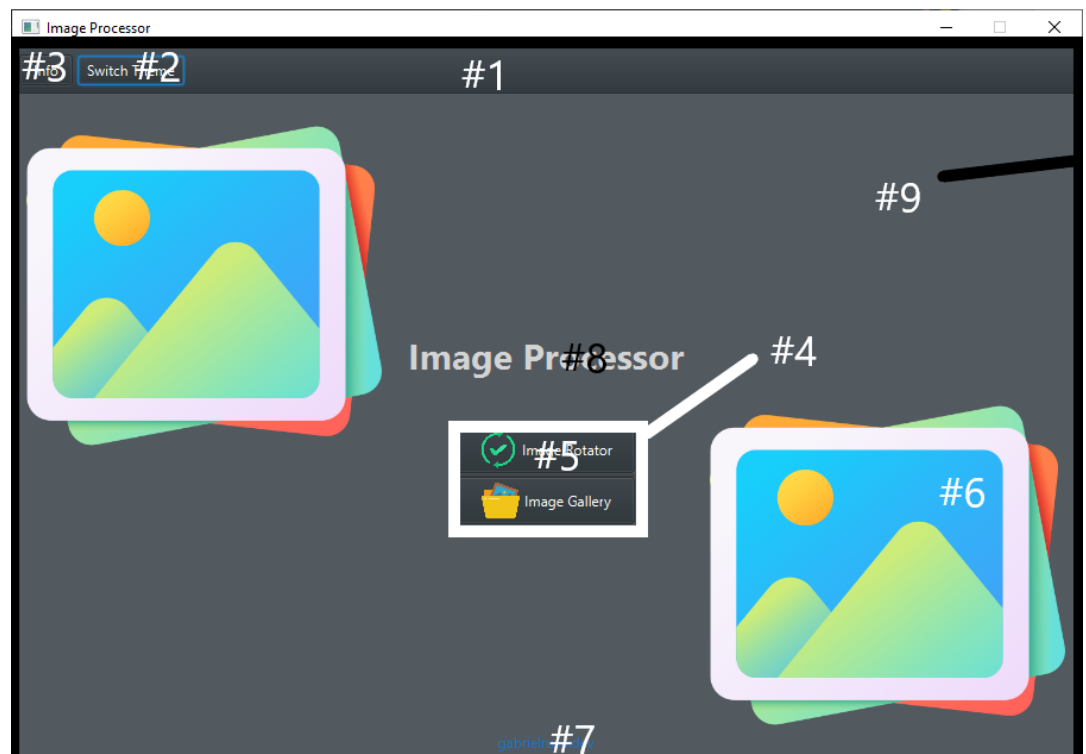 Image Processor
#3 #2 Switch Theme #1
#9
#4
Image Processor #8
#5 Image Rotator
Image Gallery
#6
#7